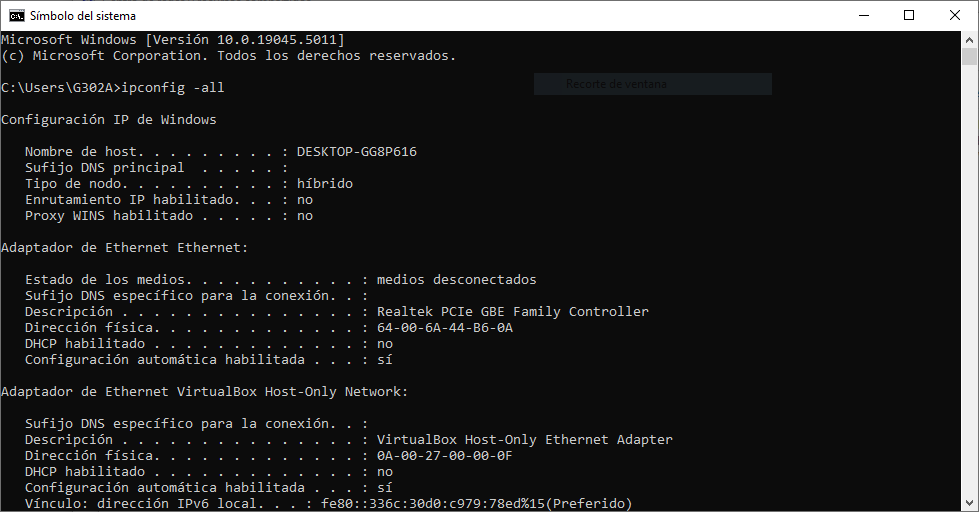 Símbolo del sistema
Microsoft Windows [Versión 10.0.19045.5011]
(c) Microsoft Corporation. Todos los derechos reservados.
C:\Users\G302A>ipconfig -all
Recorte de ventana
Configuración IP de Windows
Nombre de host. . . . . . . . . : DESKTOP-GG8P616
Sufijo DNS principal  . . . . . :
Tipo de nodo. . . . . . . . . . : híbrido
Enrutamiento IP habilitado. . . : no
Proxy WINS habilitado . . . . . : no
Adaptador de Ethernet Ethernet:
Estado de los medios. . . . . . . . . . . : medios desconectados
Sufijo DNS específico para la conexión. . :
Descripción . . . . . . . . . . . . . . . : Realtek PCIe GBE Family Controller
Dirección física. . . . . . . . . . . . . : 64-00-6A-44-B6-0A
DHCP habilitado . . . . . . . . . . . . . : no
Configuración automática habilitada . . . : sí
Adaptador de Ethernet VirtualBox Host-Only Network:
Sufijo DNS específico para la conexión. . :
Descripción . . . . . . . . . . . . . . . : VirtualBox Host-Only Ethernet Adapter
Dirección física. . . . . . . . . . . . . : 0A-00-27-00-00-0F
DHCP habilitado . . . . . . . . . . . . . : no
Configuración automática habilitada . . . : sí
Vínculo: dirección IPv6 local. . . : fe80::336c:30d0:c979:78ed%15(Preferido)